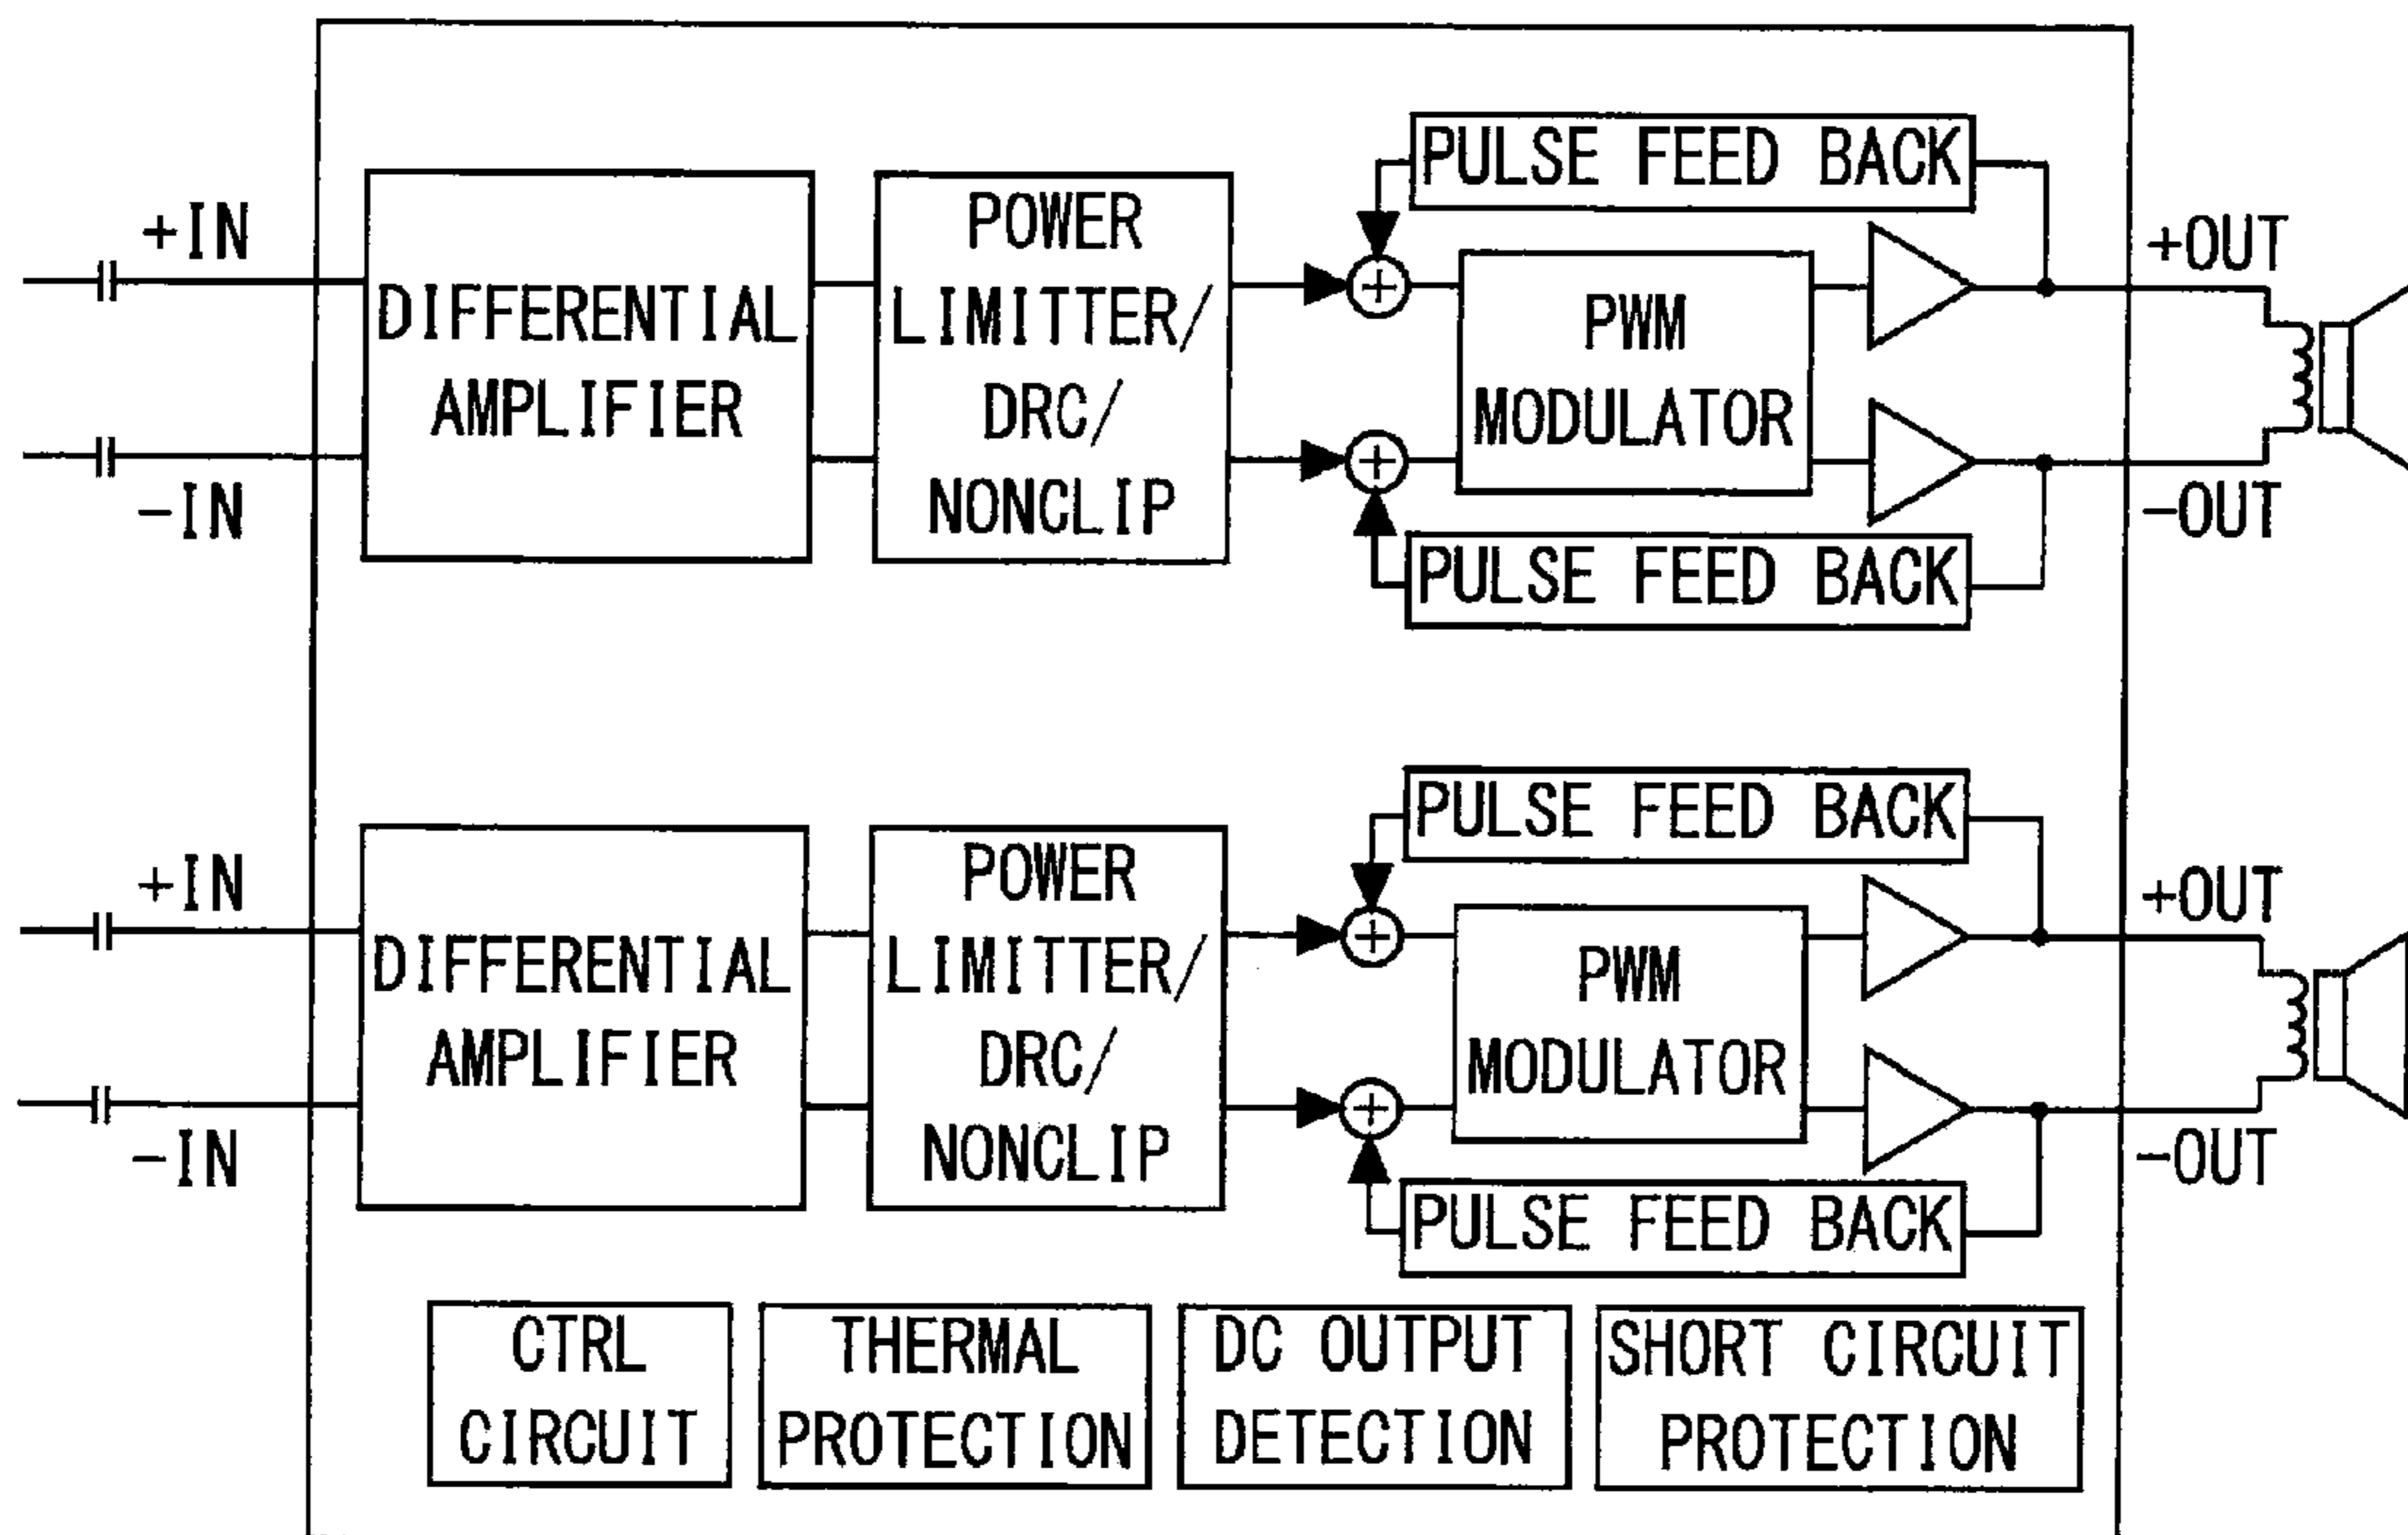 PULSE FEED BACK
+IN
DIFFERENTIAL
AMPLIFIER
POWER
LIMITTER/
DRC/
NONCLIP
PWM
MODULATOR
+OUT
-IN
-OUT
PULSE FEED BACK
PULSE FEED BACK
+IN
DIFFERENTIAL
AMPLIFIER
POWER
LIMITTER/
DRC/
NONCLIP
PWM
MODULATOR
+OUT
-IN
-OUT
PULSE FEED BACK
CTRL
CIRCUIT
THERMAL
PROTECTION
DC OUTPUT
DETECTION
SHORT CIRCUIT
PROTECTION